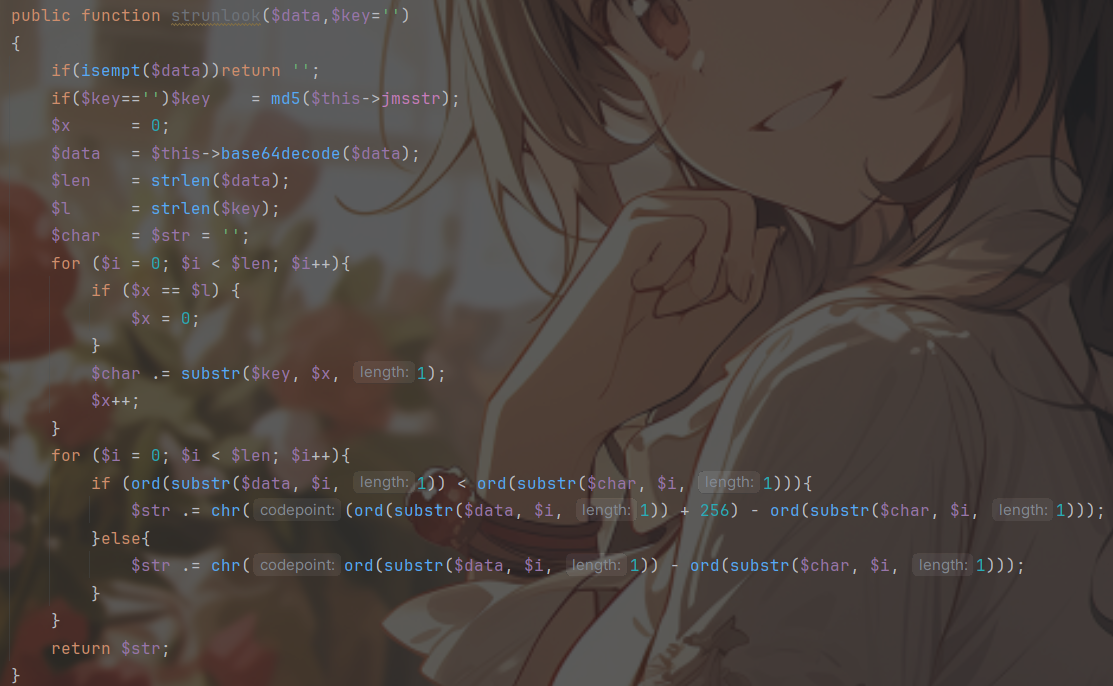 public function strunlook($data,$key='')
{
    if(isempt($data))return '';
    if($key=='')$key    = md5($this->jmsstr);
    $x      = 0;
    $data   = $this->base64decode($data);
    $len    = strlen($data);
    $l      = strlen($key);
    $char   = $str = '';
    for ($i = 0; $i < $len; $i++){
        if ($x == $l) {
            $x = 0;
        }
        $char .= substr($key, $x, length: 1);
        $x++;
    }
    for ($i = 0; $i < $len; $i++){
        if (ord(substr($data, $i, length: 1)) < ord(substr($char, $i, length: 1))){
            $str .= chr( codepoint: (ord(substr($data, $i, length: 1)) + 256) - ord(substr($char, $i, length: 1)));
        }else{
            $str .= chr( codepoint: ord(substr($data, $i, length: 1)) - ord(substr($char, $i, length: 1)));
        }
    }
    return $str;
}